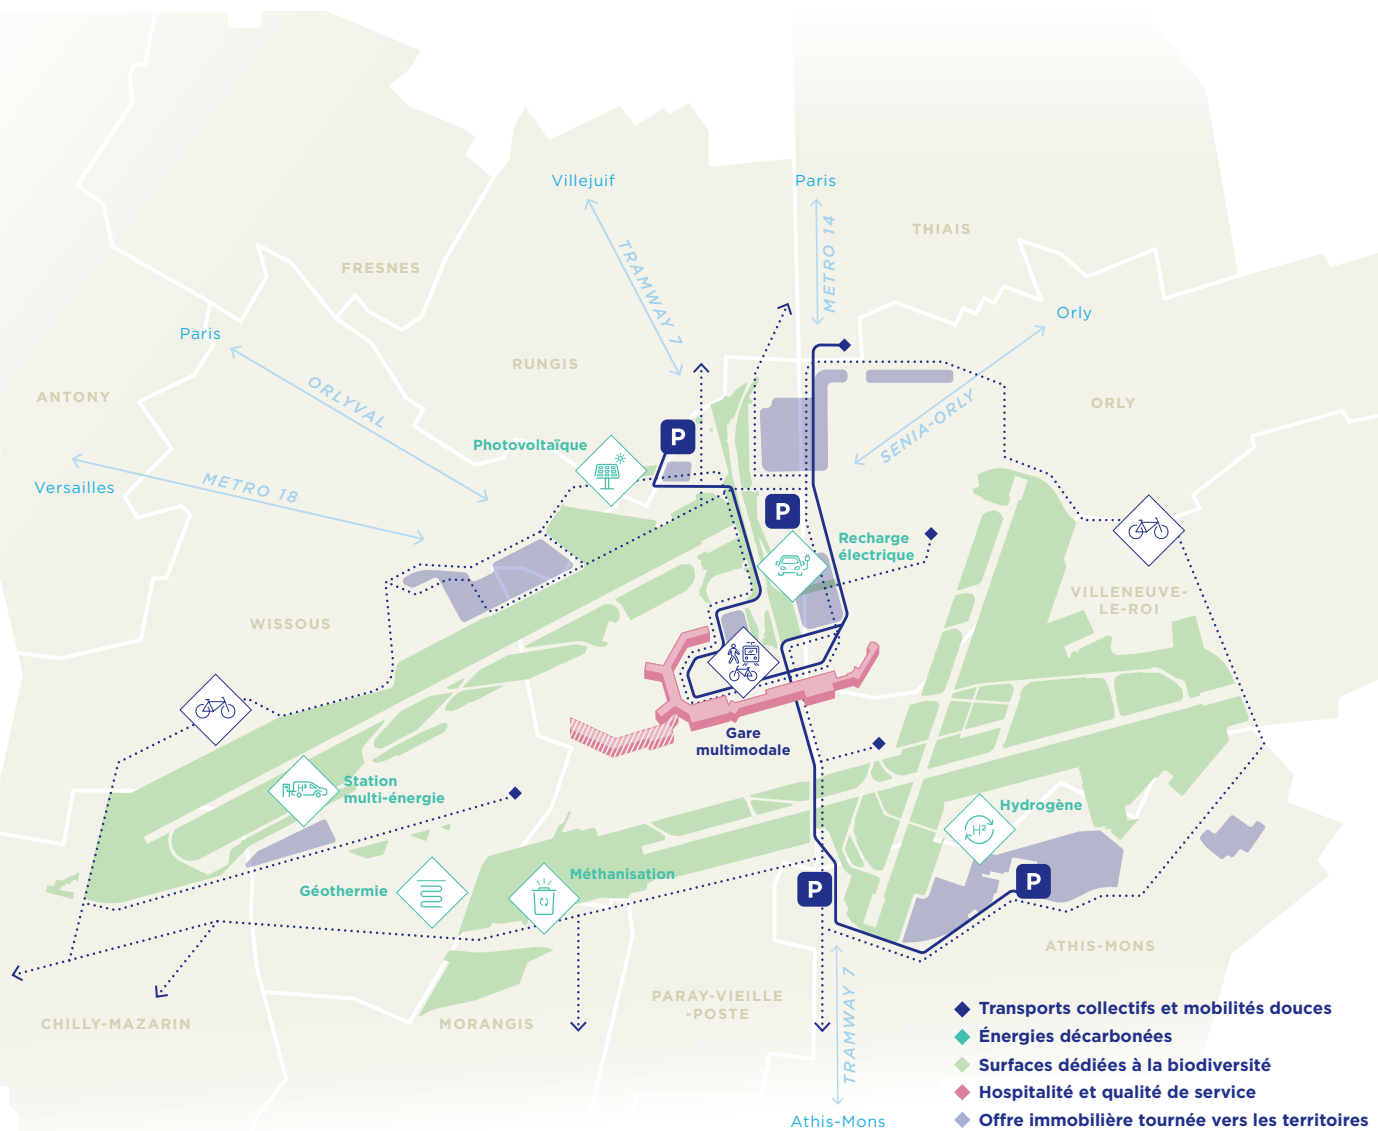 Villejuif
Paris
THIAIS
TRAMWAY 7
METRO 14
FRESNES
Orly
Paris
RUNGIS
ORLYVAL
ANTONY
SENIA-ORLY
ORLY
P
Photovoltaïque
Versailles
METRO 18
P
Recharge
électrique
VILLENEUVE-
LE-ROI
WISSOUS
Gare
multimodale
Station
multi-énergie
H²
Hydrogène
H²
Méthanisation
Géothermie
P
P
ATHIS-MONS
PARAY-VIEILLE
-POSTE
TRAMWAY 7
CHILLY-MAZARIN
MORANGIS
Athis-Mons
Transports collectifs et mobilités douces
Énergies décarbonées
Surfaces dédiées à la biodiversité
Hospitalité et qualité de service
Offre immobilière tournée vers les territoires